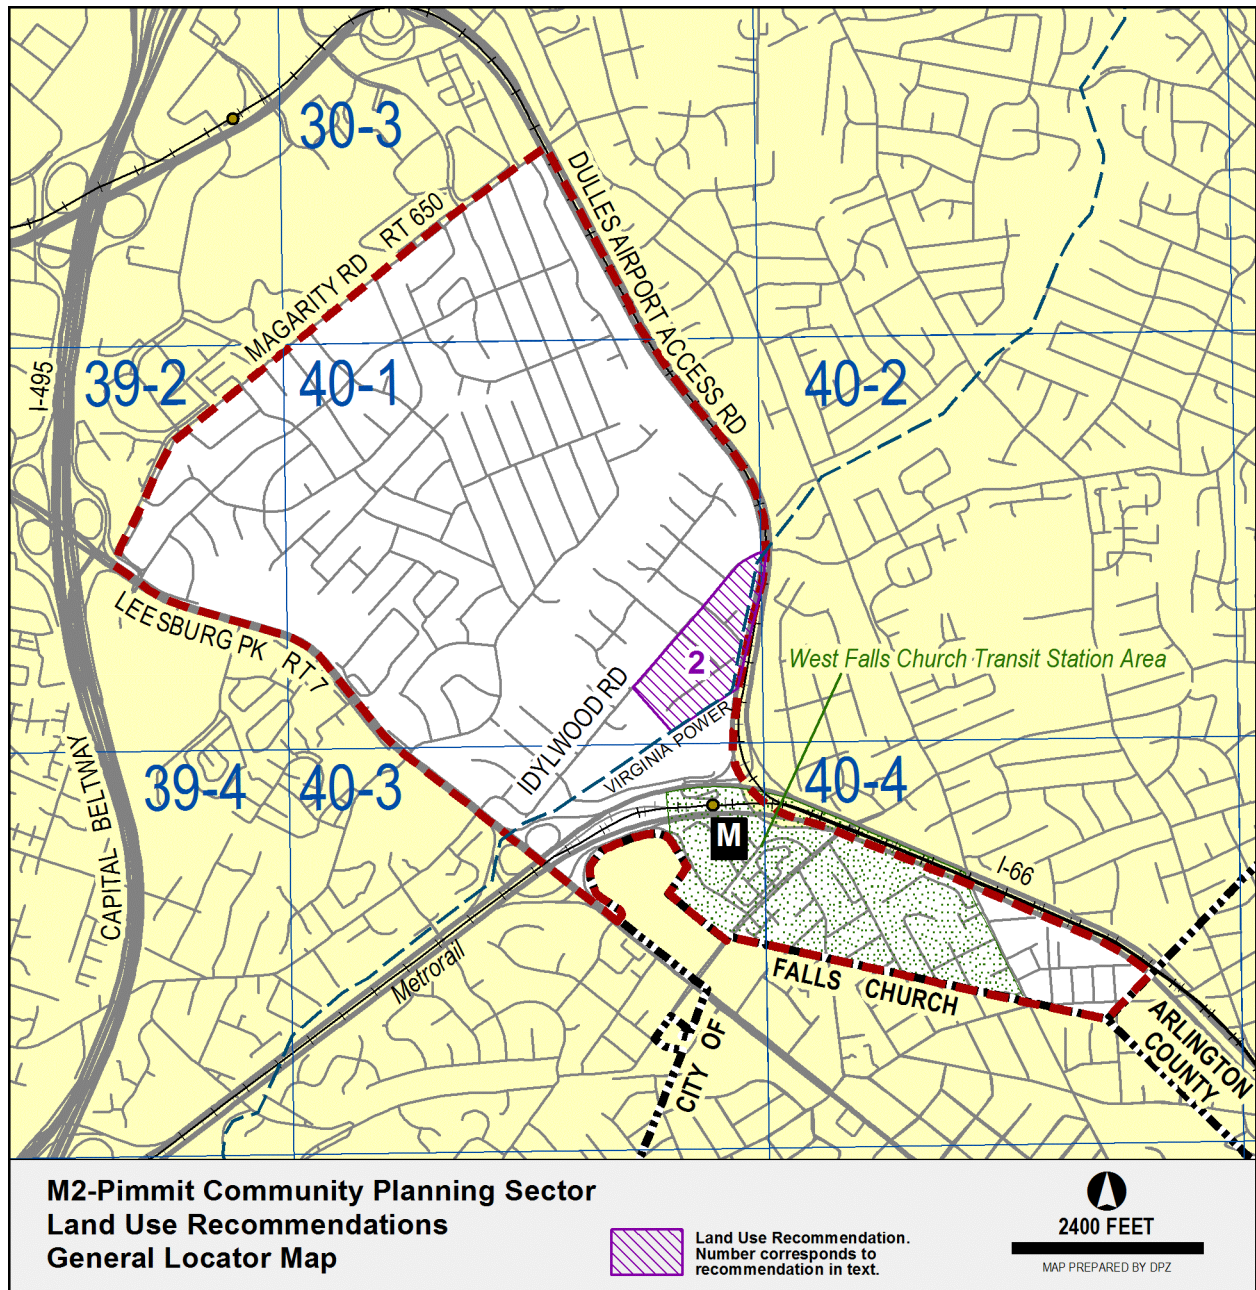 30-3
DULLES AIRPORT ACCESS RD
MAGARITY RD RT 650
I-495
39-2
40-1
40-2
LEESBURG PK RT 7
2
West Falls Church Transit Station Area
IDYLWOOD RD
VIRGINIA POWER
CAPITAL BELTWAY
39-4
40-3
40-4
M
I-66
Metrorail
FALLS CHURCH
CITY OF
ARLINGTON
COUNTY
M2-Pimmit Community Planning Sector
Land Use Recommendations
General Locator Map
Land Use Recommendation.
Number corresponds to
recommendation in text.
2400 FEET
MAP PREPARED BY DPZ